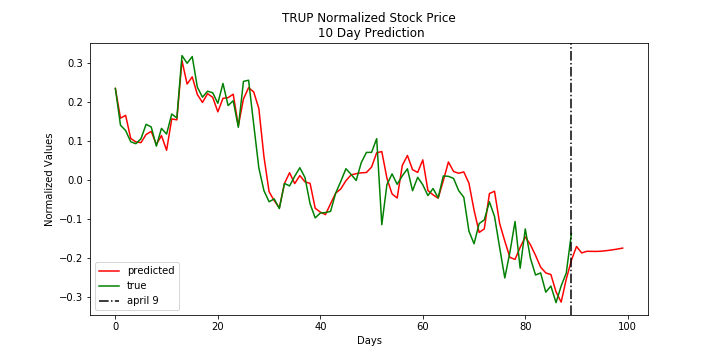 TRUP Normalized Stock Price
10 Day Prediction
Normalized Values
0.3
0.2
0.1
0.0
−0.1
−0.2
−0.3
predicted
true
april 9
0 20 40 60 80 100
Days